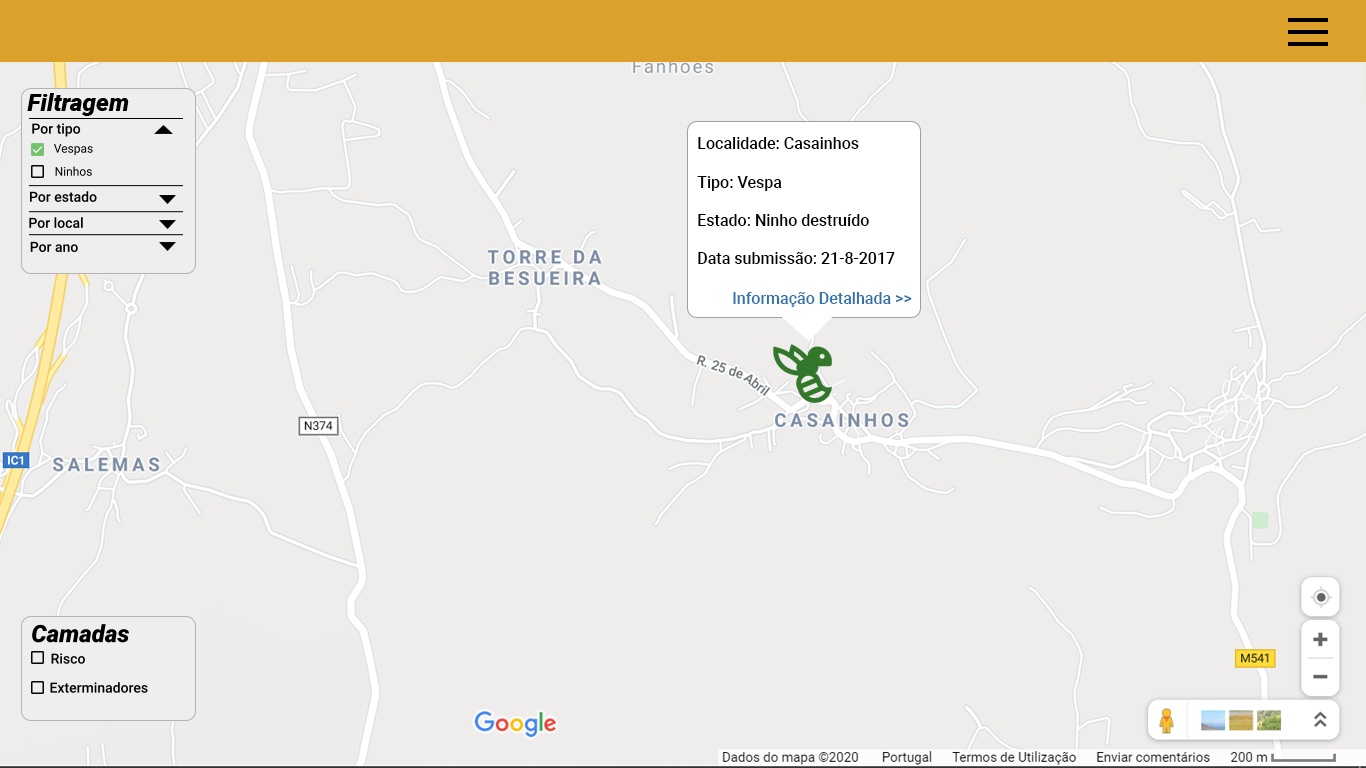 Fanhões
Filtragem
Por tipo
Vespas
Ninhos
Por estado
Por local
Por ano
Localidade: Casainhos
Tipo: Vespa
Estado: Ninho destruído
Data submissão: 21-8-2017
Informação Detalhada >>
TORRE DA
BESUEIRA
R. 25 de Abril
CASAINHOS
N374
IC1
SALEMAS
Camadas
Risco
Exterminadores
M541
Google
Dados do mapa ©2020 Portugal Termos de Utilização Enviar comentários 200 m